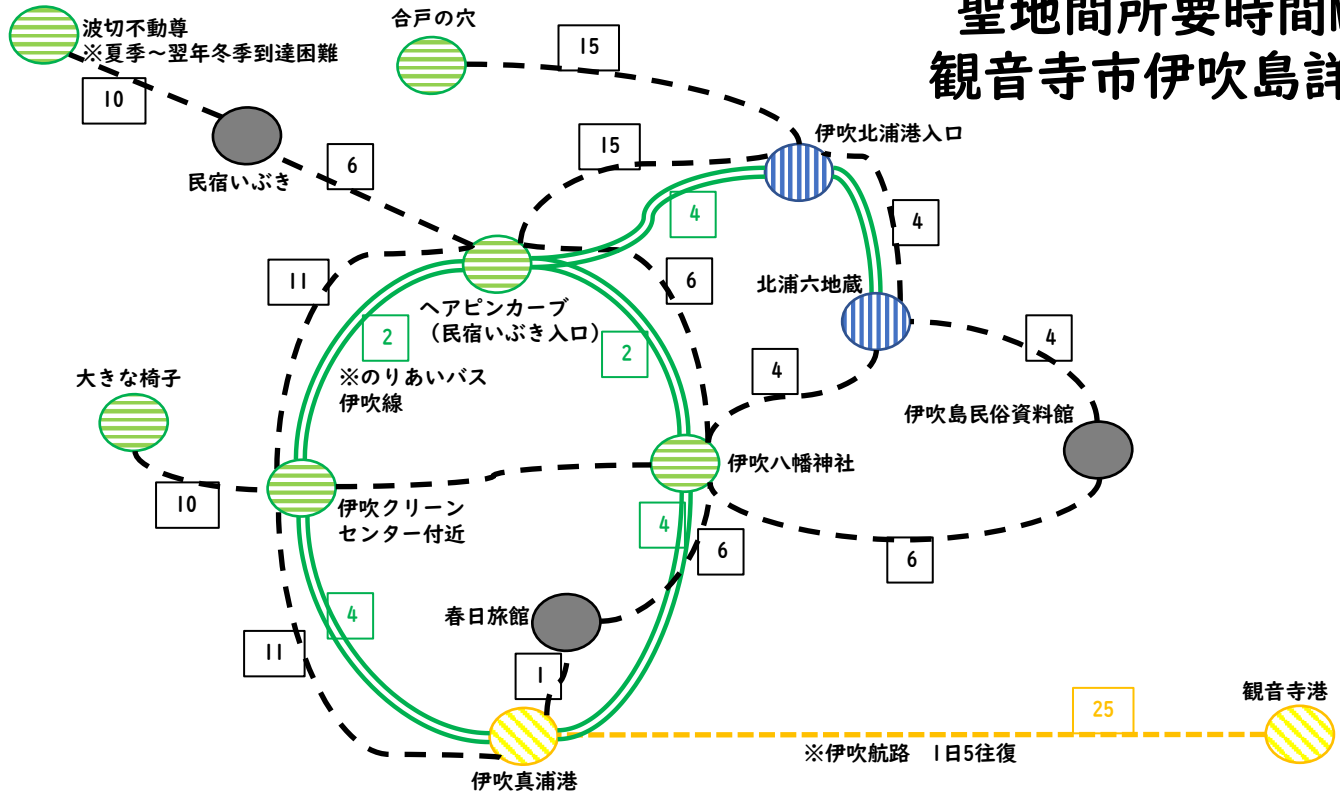 聖地間所要時間
観音寺市伊吹島詳
波切不動尊
※夏季～翌年冬季到達困難
合戸の穴
15
10
伊吹北浦港入口
15
6
民宿いぶき
4
4
11
6
北浦六地蔵
ヘアピンカーブ
（民宿いぶき入口）
2
2
4
4
※のりあいバス
伊吹線
大きな椅子
伊吹島民俗資料館
伊吹八幡神社
10
伊吹クリーン
センター付近
4
6
6
4
春日旅館
11
1
観音寺港
25
※伊吹航路　1日5往復
伊吹真浦港